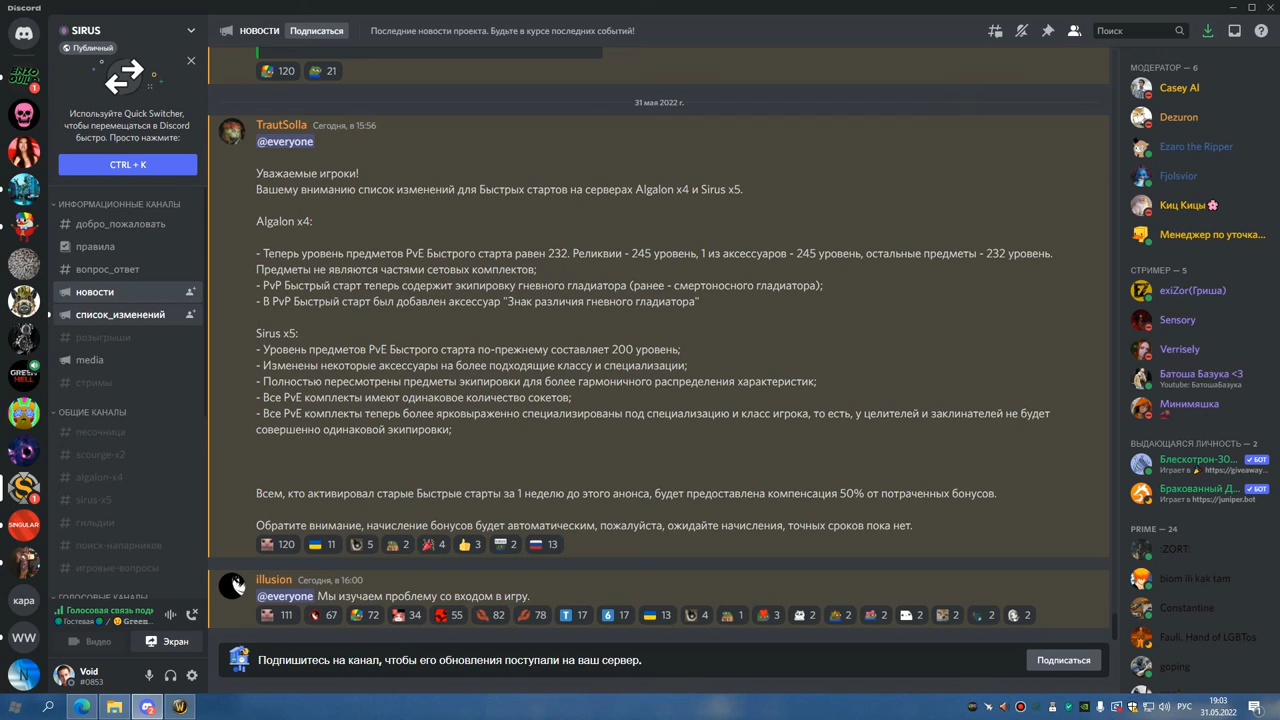 Discord
SIRUS
Публичный
Используйте Quick Switcher,
чтобы перемещаться в Discord
быстро. Просто нажмите:
CTRL + K
ИНФОРМАЦИОННЫЕ КАНАЛЫ
добро_пожаловать
правила
вопрос_ответ
новости
список_изменений
розыгрыши
media
стримы
ОБЩИЕ КАНАЛЫ
песочница
scourge-x2
algalon-x4
sirus-x5
гильдии
поиск-напарников
игровые-вопросы
ГОЛОСОВЫЕ КАНАЛЫ
Голосовая связь подк
Гостевая / Green...
Видео
Экран
Void
#0853
1
GREEN HELL
1
SINGULAR
кара
WW
N
НОВОСТИ
Подписаться
Последние новости проекта. Будьте в курсе последних событий!
Поиск
120 21
31 мая 2022 г.
TrautSolla Сегодня, в 15:56
@everyone
Уважаемые игроки!
Вашему вниманию список изменений для Быстрых стартов на серверах Algalon x4 и Sirus x5.
Algalon x4:
- Теперь уровень предметов PvE Быстрого старта равен 232. Реликвии - 245 уровень, 1 из аксессуаров - 245 уровень, остальные предметы - 232 уровень.
Предметы не являются частями сетовых комплектов;
- PvP Быстрый старт теперь содержит экипировку гневного гладиатора (ранее - смертоносного гладиатора);
- В PvP Быстрый старт был добавлен аксессуар "Знак различия гневного гладиатора"
Sirus x5:
- Уровень предметов PvE Быстрого старта по-прежнему составляет 200 уровень;
- Изменены некоторые аксессуары на более подходящие классу и специализации;
- Полностью пересмотрены предметы экипировки для более гармоничного распределения характеристик;
- Все PvE комплекты имеют одинаковое количество сокетов;
- Все PvE комплекты теперь более ярковыраженно специализированы под специализацию и класс игрока, то есть, у целителей и заклинателей не будет
совершенно одинаковой экипировки;
Всем, кто активировал старые Быстрые старты за 1 неделю до этого анонса, будет предоставлена компенсация 50% от потраченных бонусов.
Обратите внимание, начисление бонусов будет автоматическим, пожалуйста, ожидайте начисления, точных сроков пока нет.
120 11 5 2 4 3 2 13
illusion Сегодня, в 16:00
@everyone Мы изучаем проблему со входом в игру.
111 67 72 34 55 82 78 17 17 13 4 1 3 2 2 2 2 2 2 2
Подпишитесь на канал, чтобы его обновления поступали на ваш сервер.
Подписаться
МОДЕРАТОР — 6
Casey Al
Dezuron
Ezaro the Ripper
Fjolsvior
Киц Кицы
Менеджер по уточка...
СТРИМЕР — 5
exiZor(Гриша)
Sensory
Verrisely
Батоша Базука <3
Youtube: БатошаБазука
Минимяшка
ВЫДАЮЩАЯСЯ ЛИЧНОСТЬ — 2
Блескотрон-30... БОТ
Играет в https://giveaway...
Бракованный Д... БОТ
Играет в https://juniper.bot
PRIME — 24
:ZORT:
biom ili kak tam
Constantine
Fauli, Hand of LGBTos
goping
РУС
19:03
31.05.2022
1